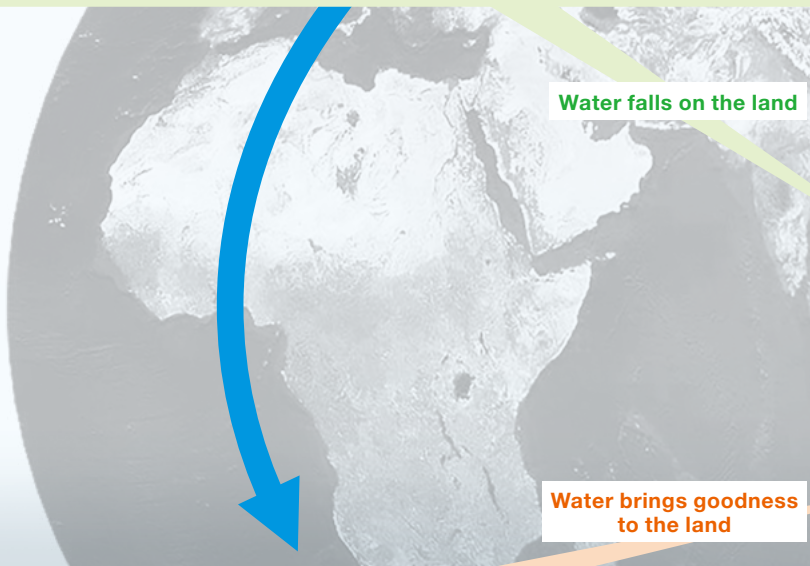 Water falls on the land
Water brings goodness
to the land